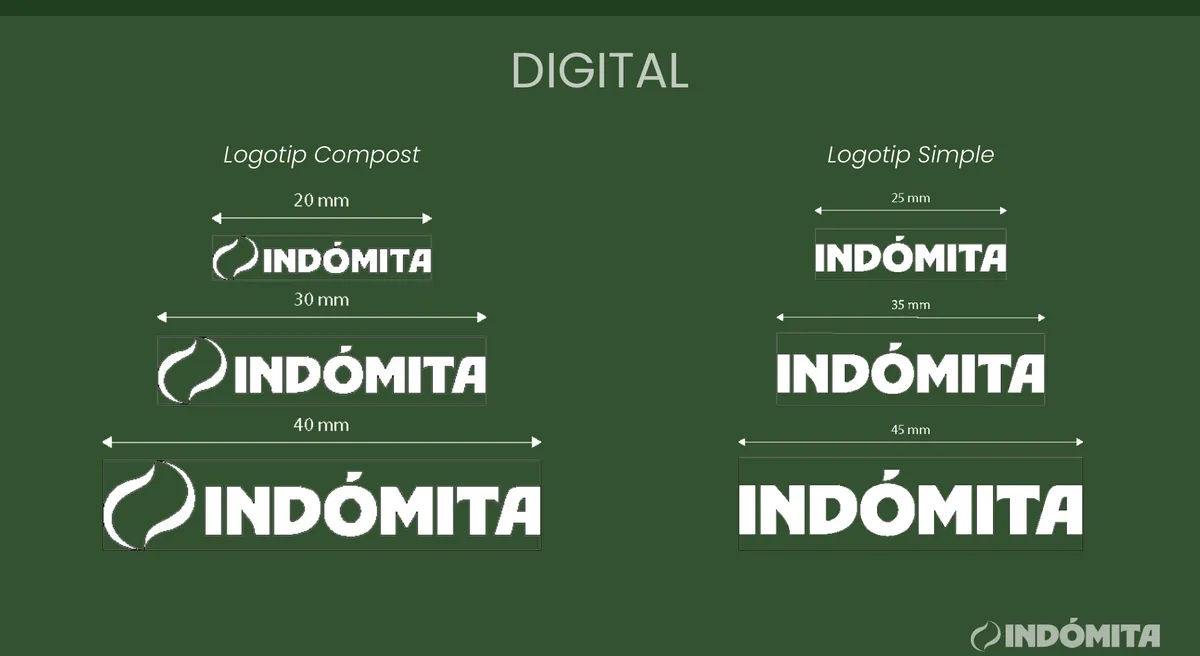 DIGITAL
Logotip Compost
20 mm
INDÓMITA
30 mm
INDÓMITA
40 mm
INDÓMITA
Logotip Simple
25 mm
INDÓMITA
35 mm
INDÓMITA
45 mm
INDÓMITA
INDÓMITA